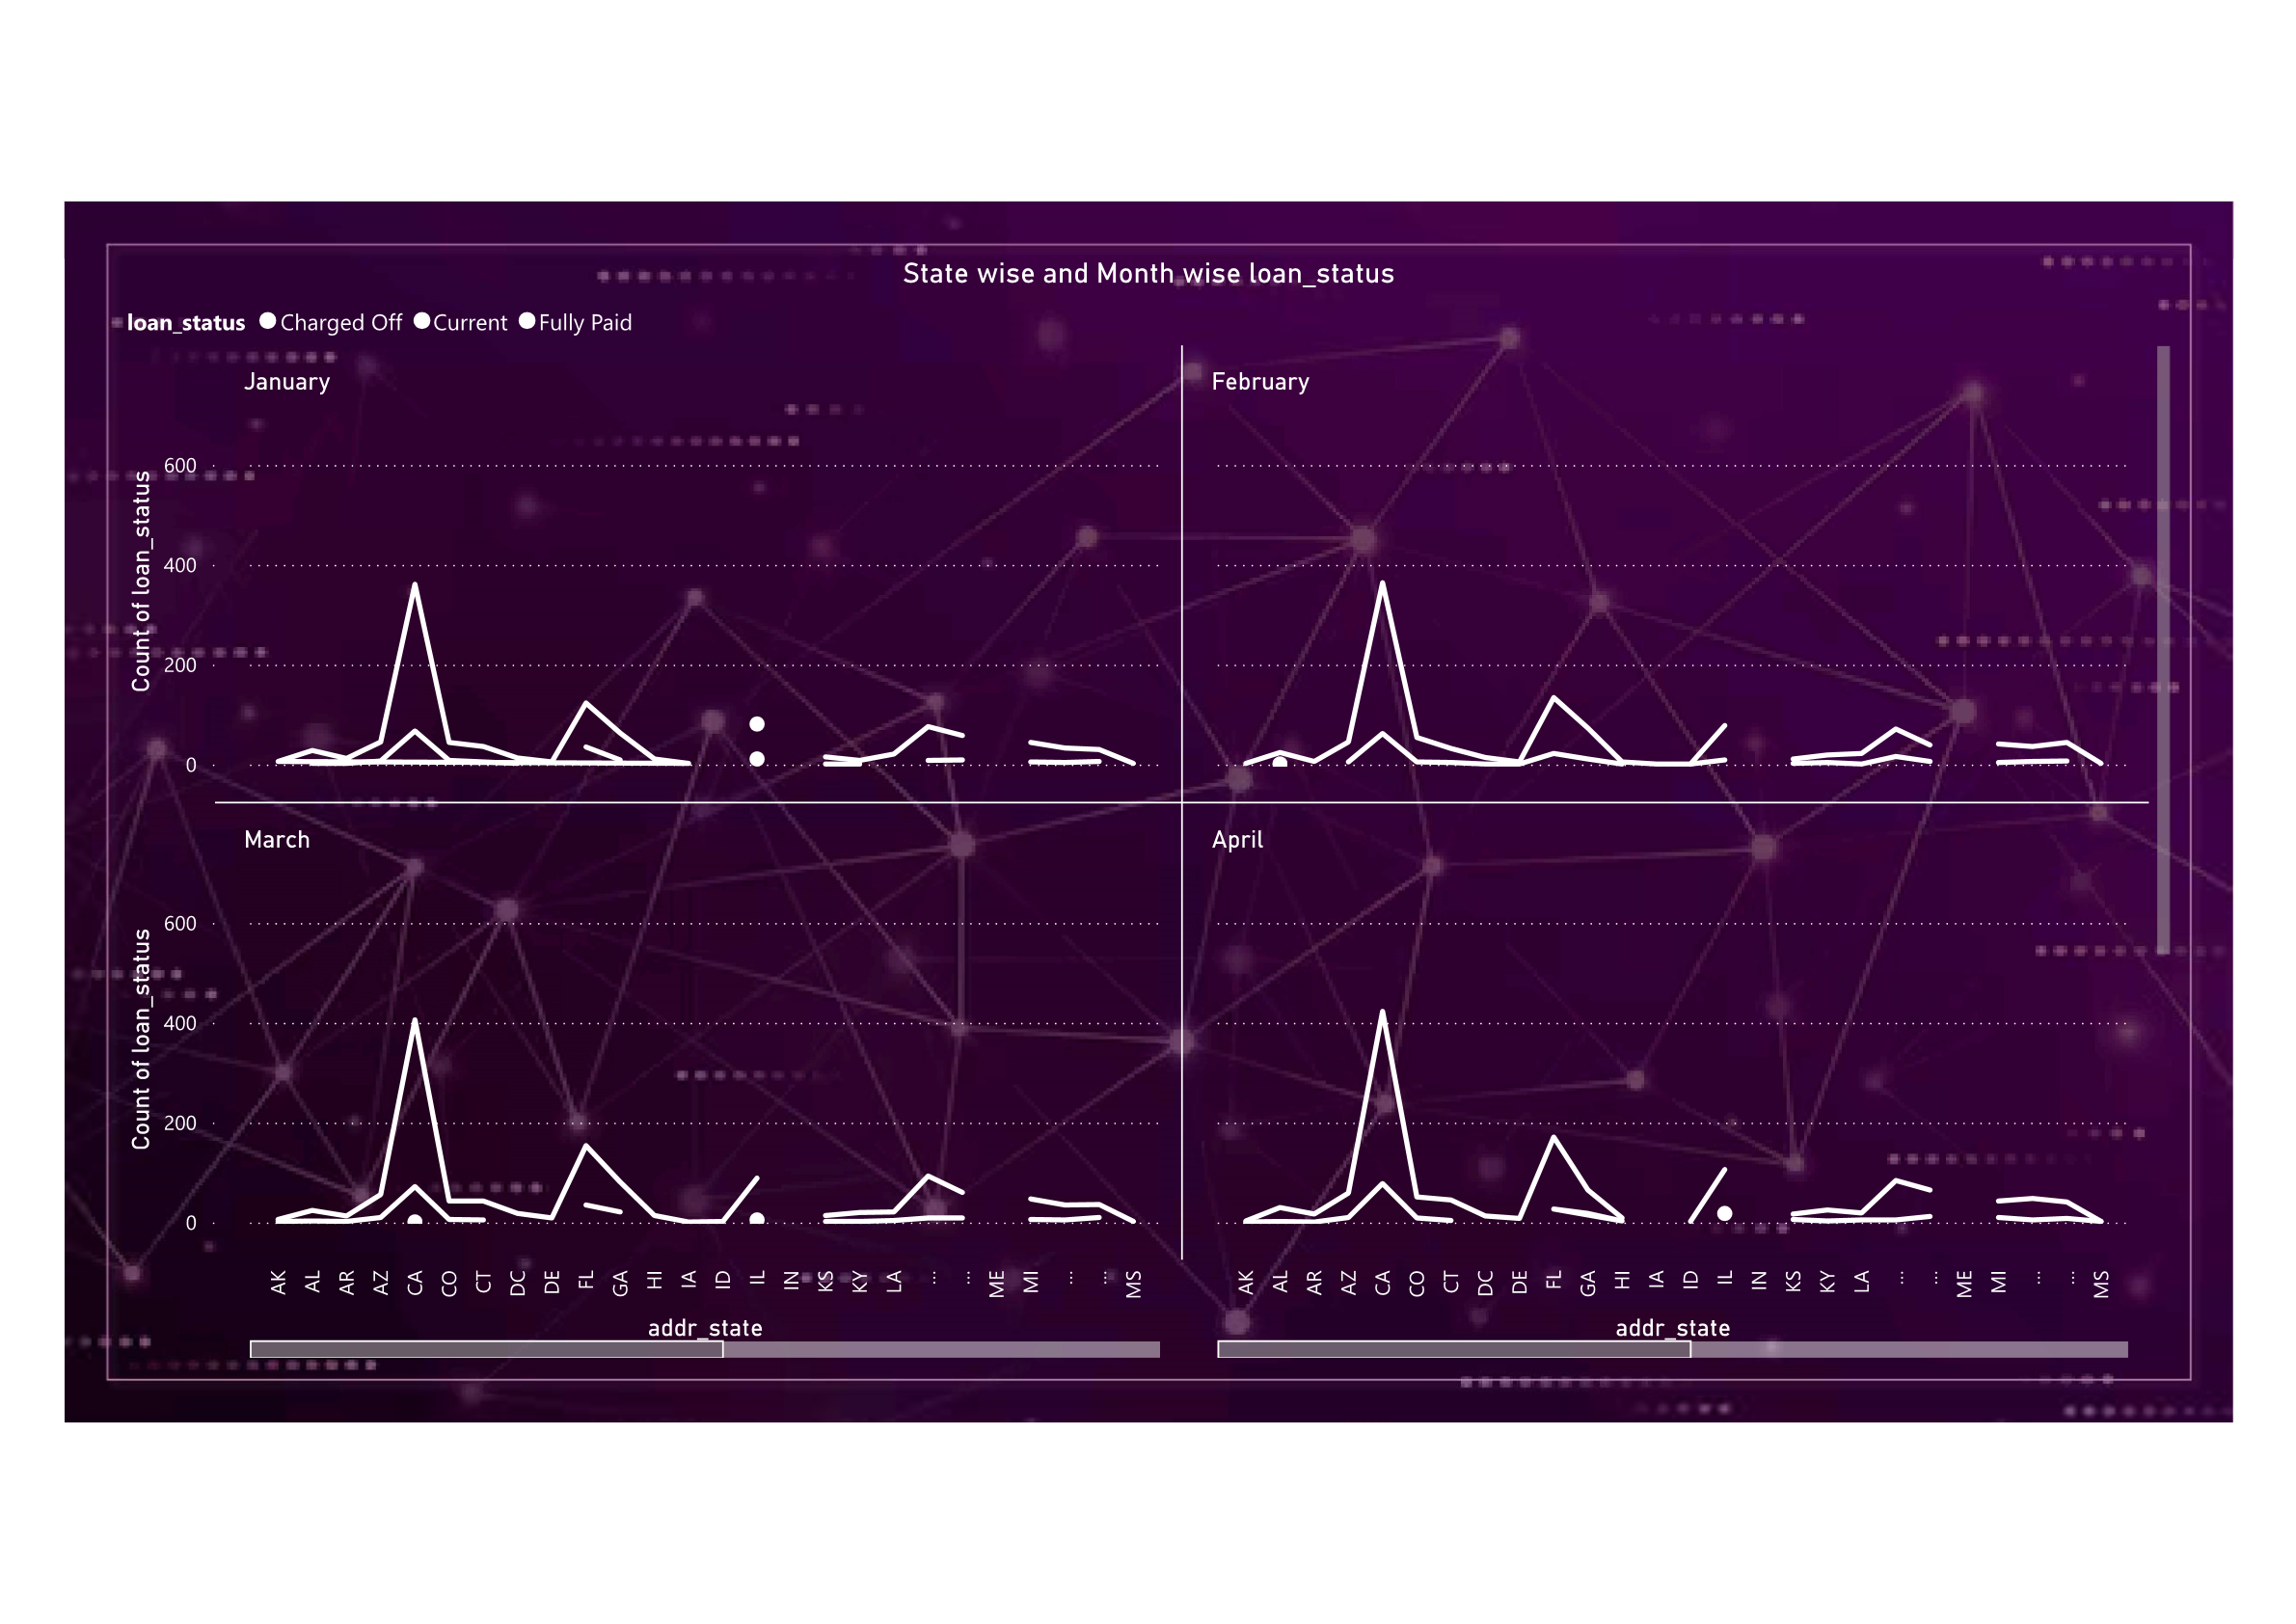 State wise and Month wise loan_status
loan_status Charged Off Current Fully Paid
January
February
Count of loan_status
600
400
200
0
March
April
Count of loan_status
600
400
200
0
AK AL AR AZ CA CO CT DC DE FL GA HI IA ID IL IN KS KY LA ... ... ME MI ... ... MS
AK AL AR AZ CA CO CT DC DE FL GA HI IA ID IL IN KS KY LA ... ... ME MI ... ... MS
addr_state
addr_state